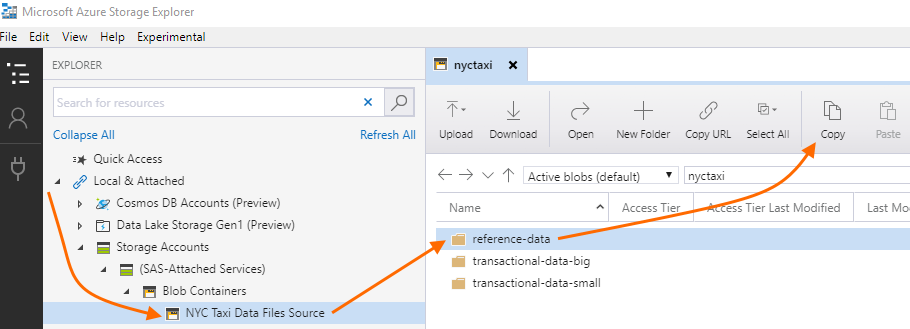 Microsoft Azure Storage Explorer
File Edit View Help Experimental
EXPLORER
Search for resources
Collapse All Refresh All
Quick Access
Local & Attached
Cosmos DB Accounts (Preview)
Data Lake Storage Gen1 (Preview)
Storage Accounts
(SAS-Attached Services)
Blob Containers
NYC Taxi Data Files Source
nyctaxi
Upload Download Open New Folder Copy URL Select All Copy Paste
Active blobs (default) nyctaxi
Name Access Tier Access Tier Last Modified Last Mo
reference-data
transactional-data-big
transactional-data-small